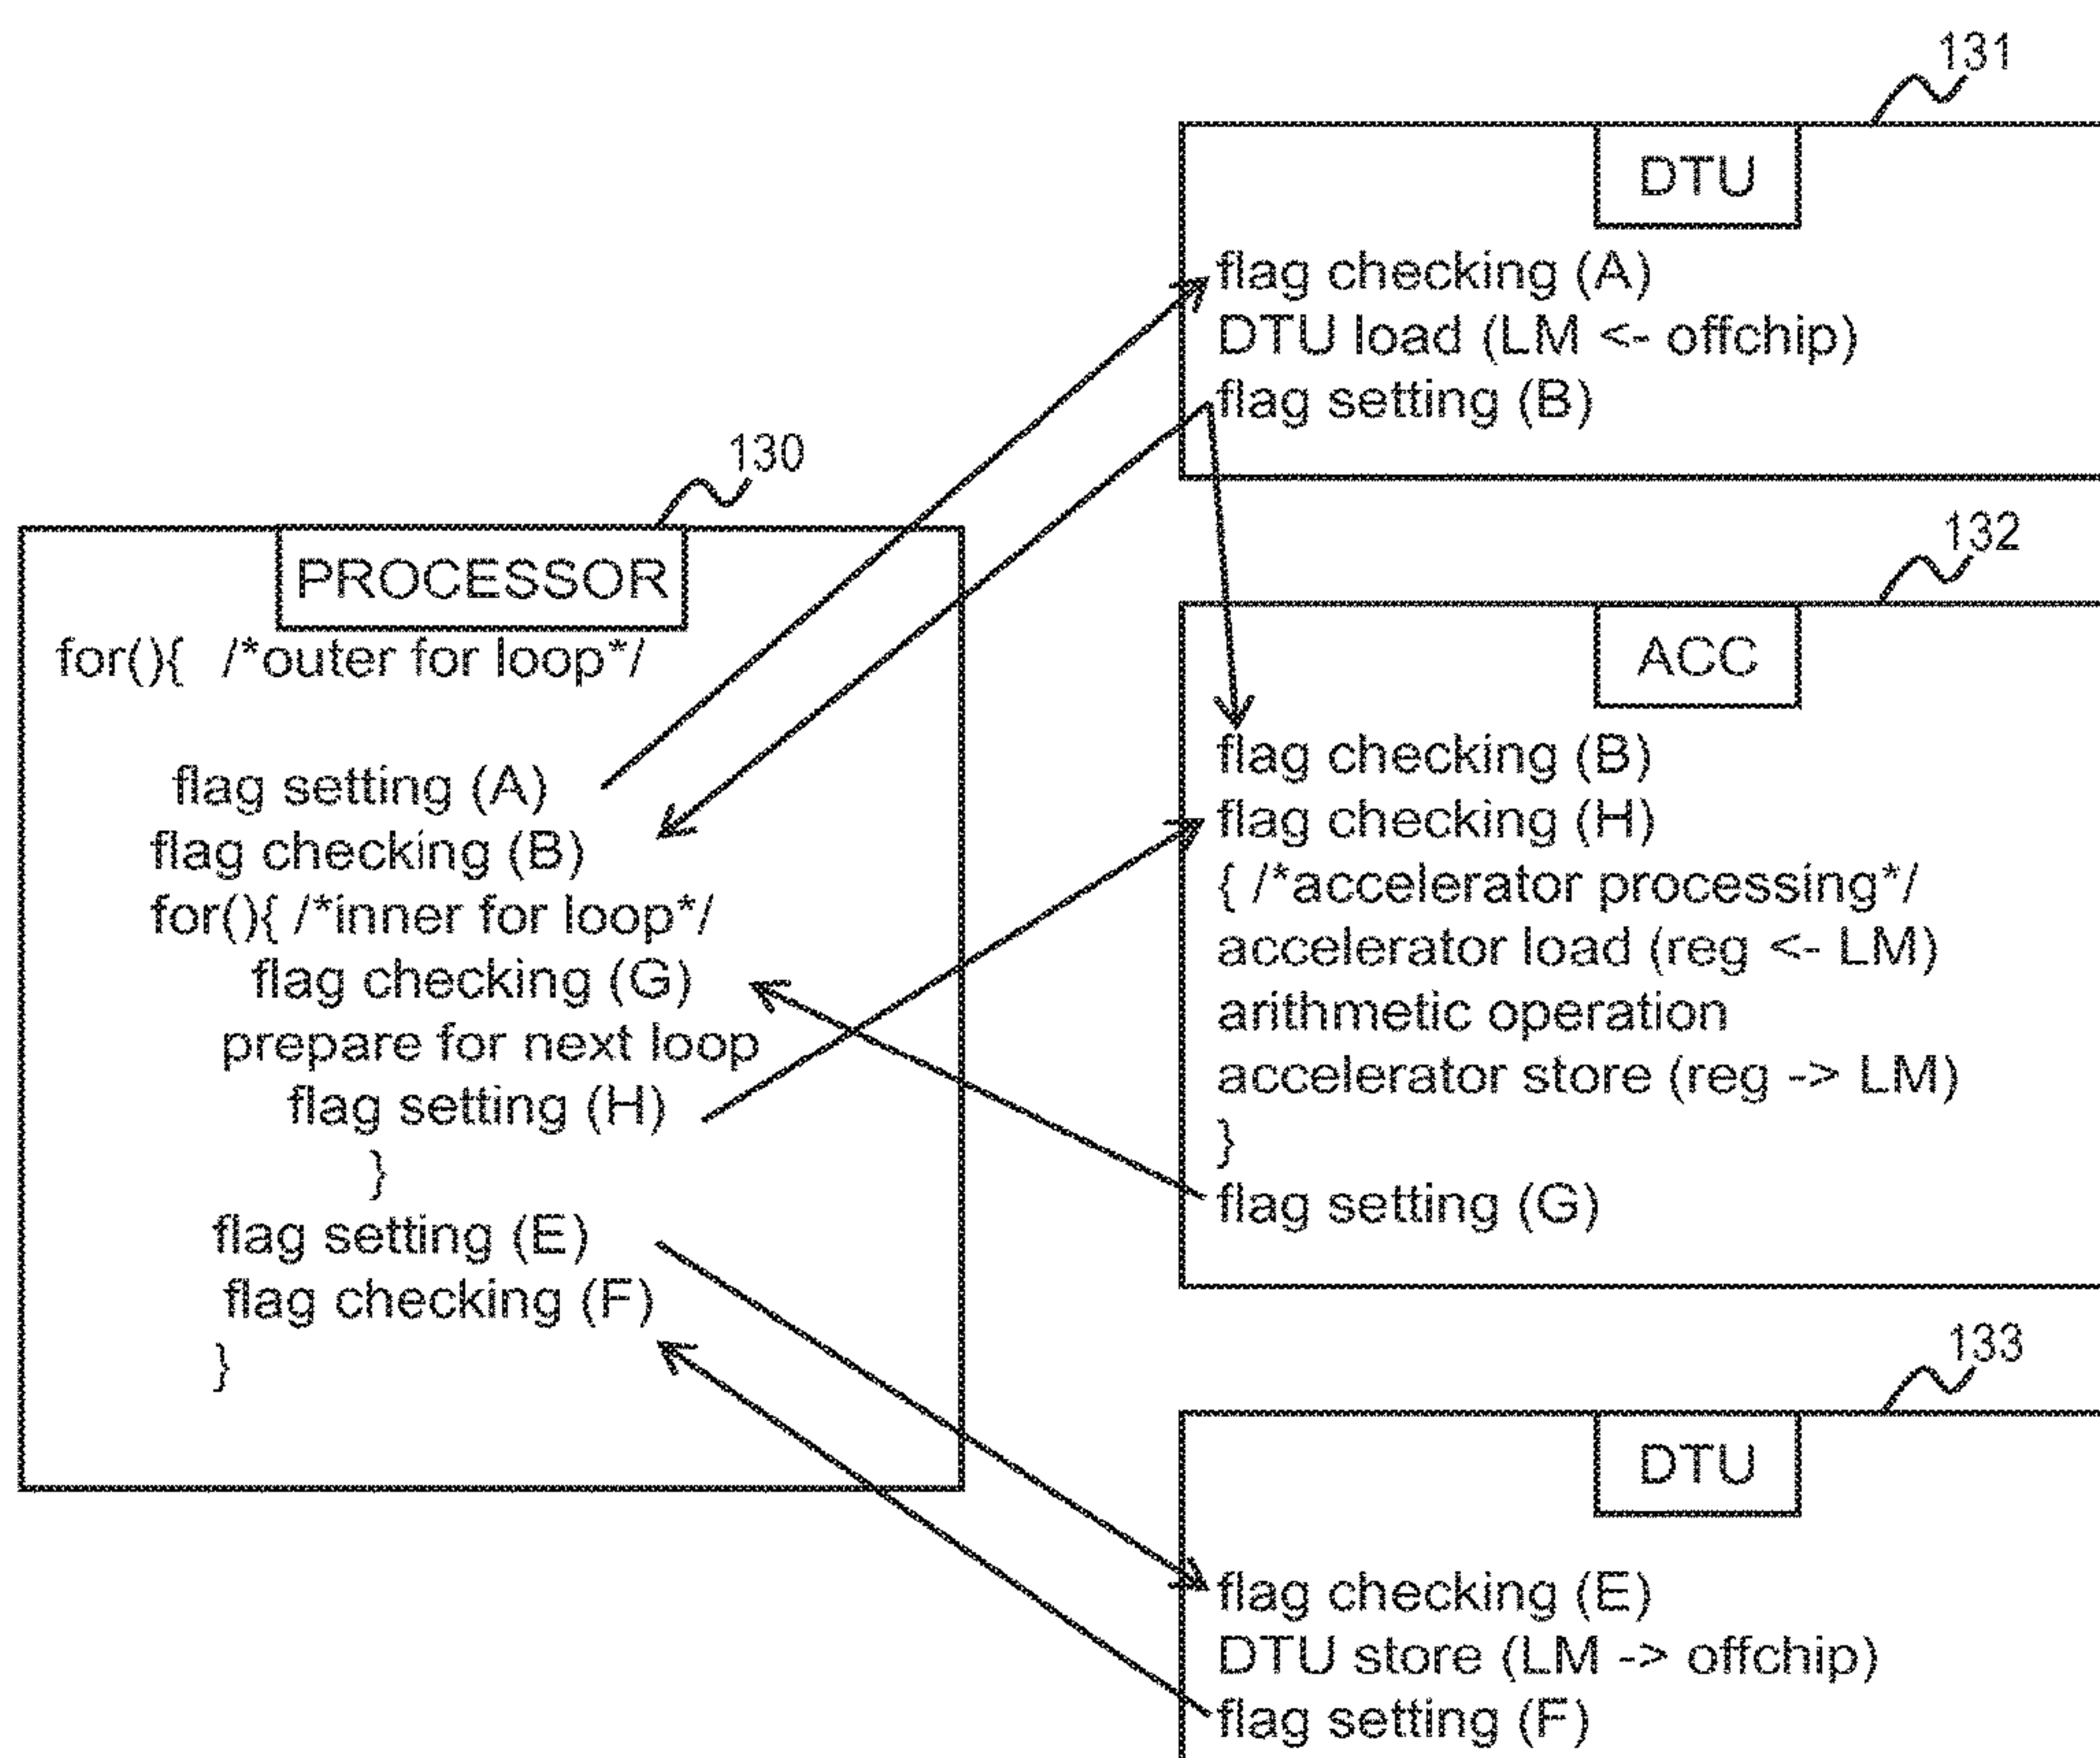 131
DTU
flag checking (A)
DTU load (LM <- offchip)
flag setting (B)
130
PROCESSOR
for(){ /*outer for loop*/
flag setting (A)
flag checking (B)
for(){ /*inner for loop*/
flag checking (G)
prepare for next loop
flag setting (H)
}
flag setting (E)
flag checking (F)
}
132
ACC
flag checking (B)
flag checking (H)
{ /*accelerator processing*/
accelerator load (reg <- LM)
arithmetic operation
accelerator store (reg -> LM)
}
flag setting (G)
133
DTU
flag checking (E)
DTU store (LM -> offchip)
flag setting (F)